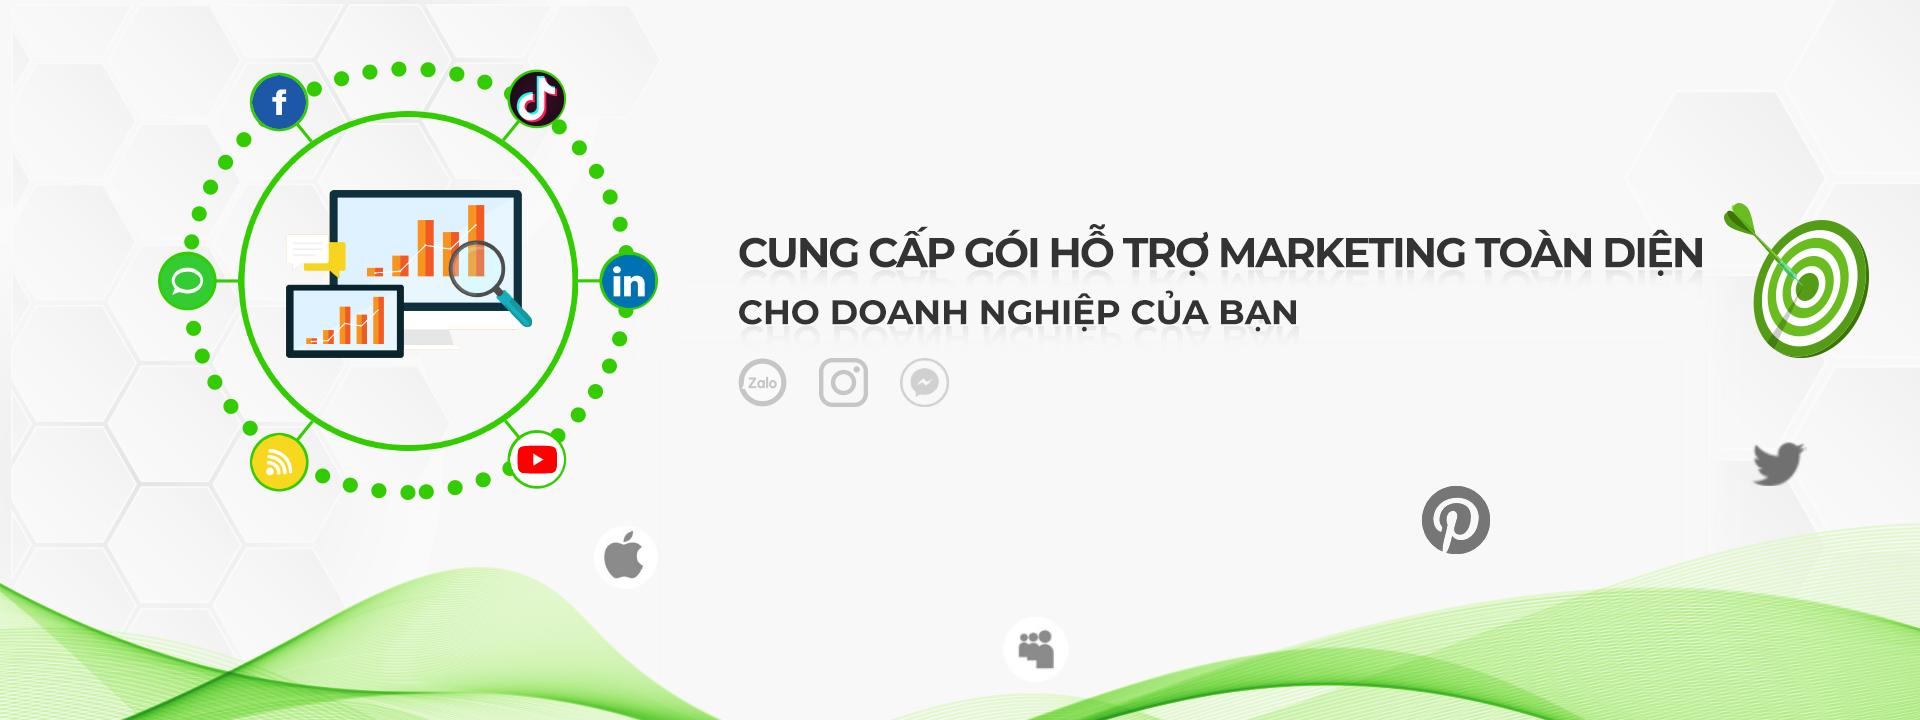 CUNG CẤP GÓI HỖ TRỢ MARKETING TOÀN DIỆN
CHO DOANH NGHIỆP CỦA BẠN
Zalo